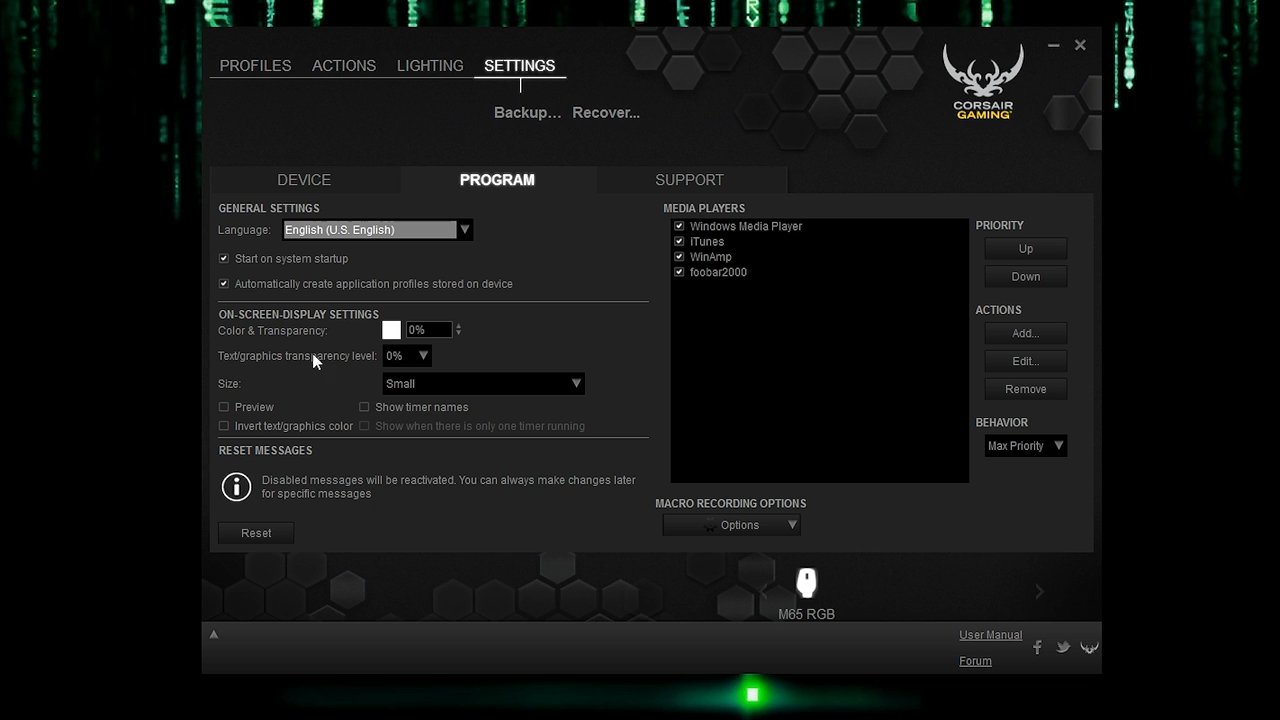 PROFILES ACTIONS LIGHTING SETTINGS
Backup... Recover...
CORSAIR
GAMING
DEVICE PROGRAM SUPPORT
GENERAL SETTINGS
Language: English (U.S. English)
Start on system startup
Automatically create application profiles stored on device
ON-SCREEN-DISPLAY SETTINGS
Color & Transparency: 0%
Text/graphics transparency level: 0%
Size: Small
Preview Show timer names
Invert text/graphics color Show when there is only one timer running
RESET MESSAGES
Disabled messages will be reactivated. You can always make changes later
for specific messages
Reset
MEDIA PLAYERS
Windows Media Player
iTunes
WinAmp
foobar2000
PRIORITY
Up
Down
ACTIONS
Add...
Edit...
Remove
BEHAVIOR
Max Priority
MACRO RECORDING OPTIONS
Options
M65 RGB
User Manual
Forum